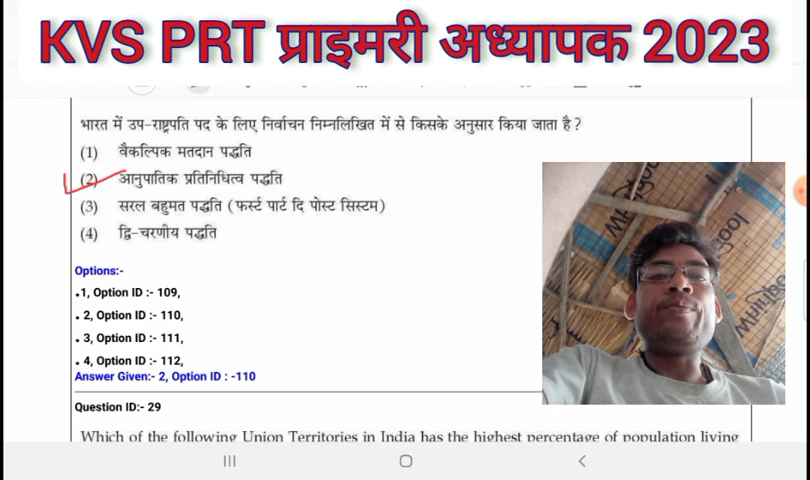 KVS PRT प्राइमरी अध्यापक 2023
भारत में उप-राष्ट्रपति पद के लिए निर्वाचन निम्नलिखित में से किसके अनुसार किया जाता है ?
(1) वैकल्पिक मतदान पद्धति
(2) आनुपातिक प्रतिनिधित्व पद्धति
(3) सरल बहुमत पद्धति ( फर्स्ट पार्ट दि पोस्ट सिस्टम )
(4) द्वि-चरणीय पद्धति
Options:-
. 1, Option ID :- 109,
. 2, Option ID :- 110,
. 3, Option ID :- 111,
. 4, Option ID :- 112,
Answer Given:- 2, Option ID : -110
Question ID:- 29
Which of the following Union Territories in India has the highest percentage of population living